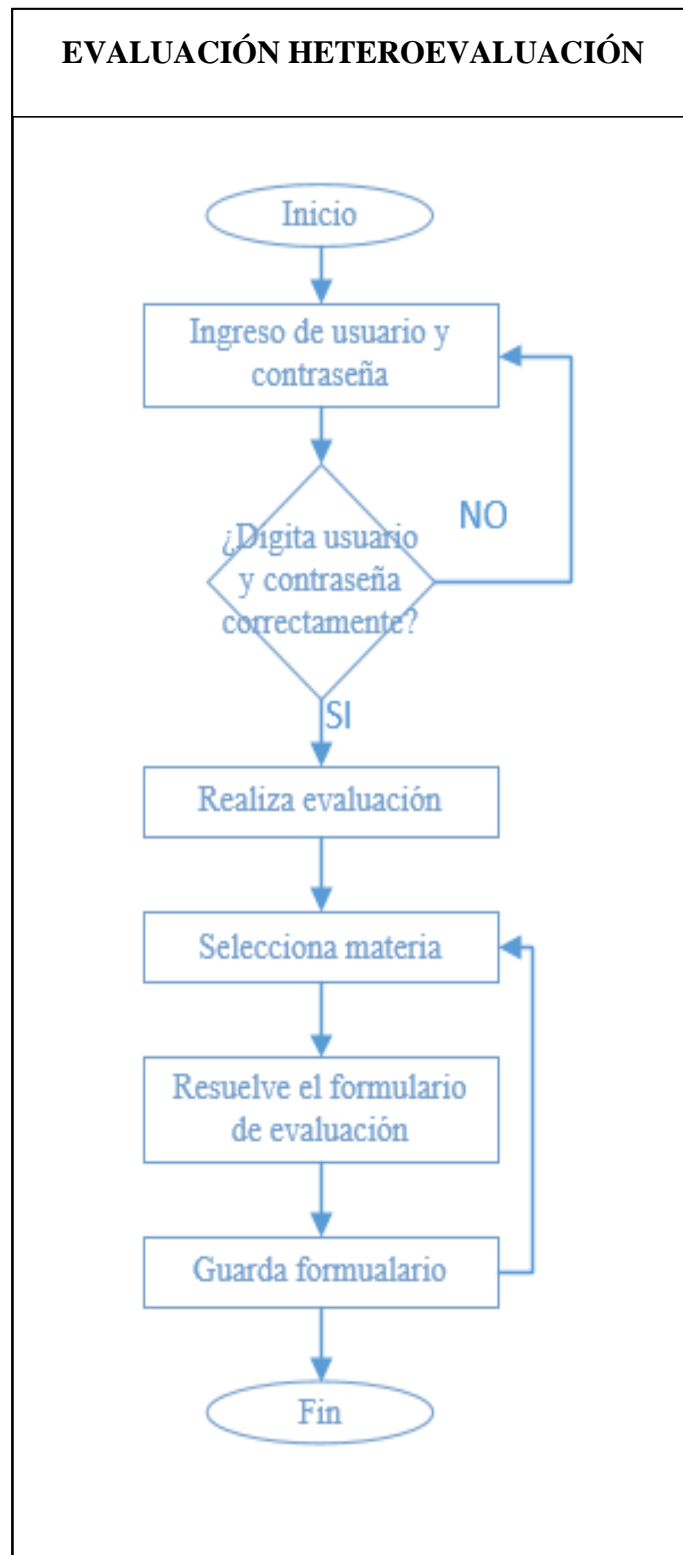 EVALUACIÓN HETEROEVALUACIÓN
Inicio
Ingreso de usuario y
contraseña
¿Digita usuario
y contraseña
correctamente?
NO
SI
Realiza evaluación
Selecciona materia
Resuelve el formulario
de evaluación
Guarda formualario
Fin